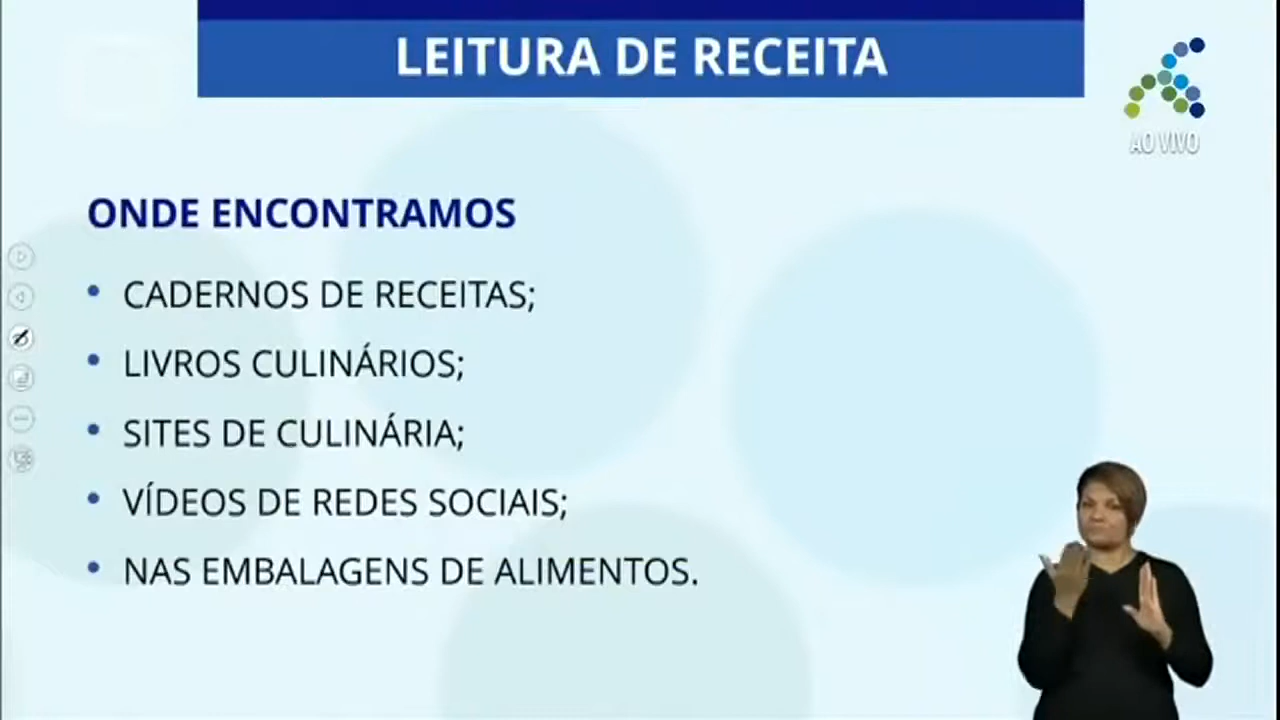 LEITURA DE RECEITA
AO VIVO
ONDE ENCONTRAMOS
• CADERNOS DE RECEITAS;
• LIVROS CULINÁRIOS;
• SITES DE CULINÁRIA;
• VÍDEOS DE REDES SOCIAIS;
• NAS EMBALAGENS DE ALIMENTOS.